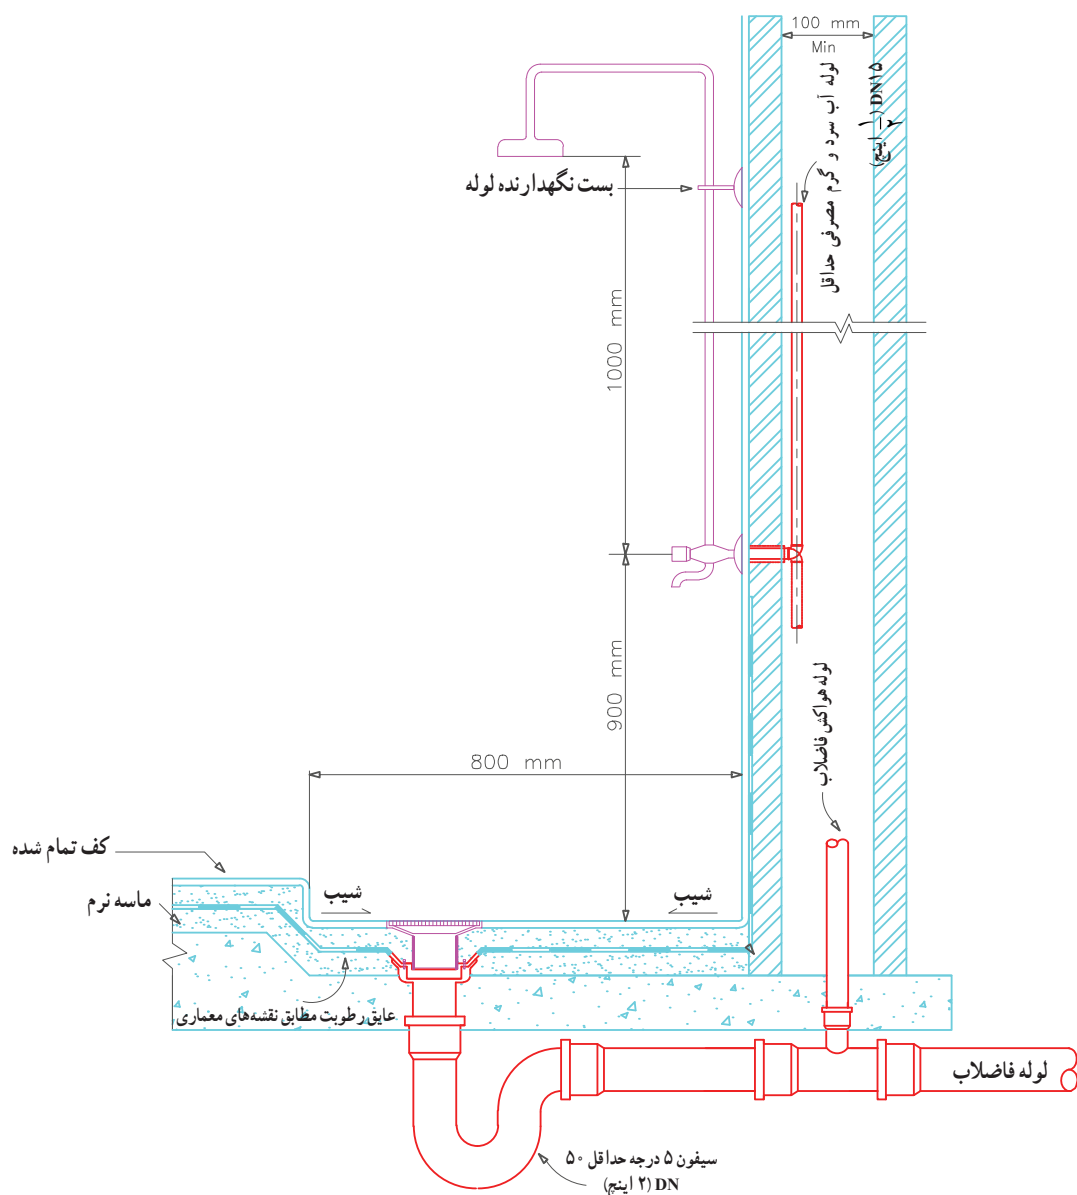 100 mm
Min
لوله آب سرد و گرم مصرفی حداقل
DN۱۵ (۱/۲ اینچ)
بست نگهدارنده لوله
1000 mm
900 mm
لوله هواکش فاضلاب
800 mm
کف تمام شده
ماسه نرم
شیب
شیب
عایق رطوبت مطابق نقشه‌های معماری
لوله فاضلاب
سیفون ۵ درجه حداقل ۵۰
DN (۲ اینچ)